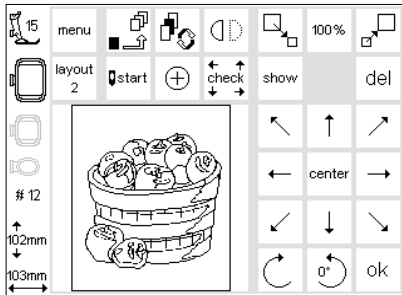 15
menu
100%
layout
2
start
check
show
del
# 12
center
102mm
103mm
0°
ok